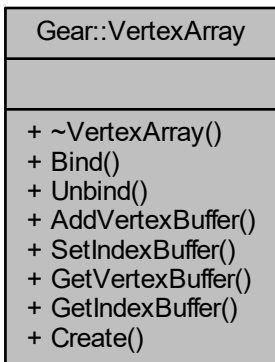 Gear::VertexArray
+ ~VertexArray()
+ Bind()
+ Unbind()
+ AddVertexBuffer()
+ SetIndexBuffer()
+ GetVertexBuffer()
+ GetIndexBuffer()
+ Create()